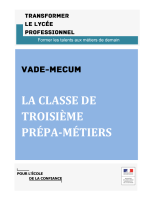 TRANSFORMER
LE LYCÉE
PROFESSIONNEL
Former les talents aux métiers de demain
VADE-MECUM
LA CLASSE DE
TROISIÈME
PRÉPA-MÉTIERS
POUR L'ÉCOLE
DE LA CONFIANCE